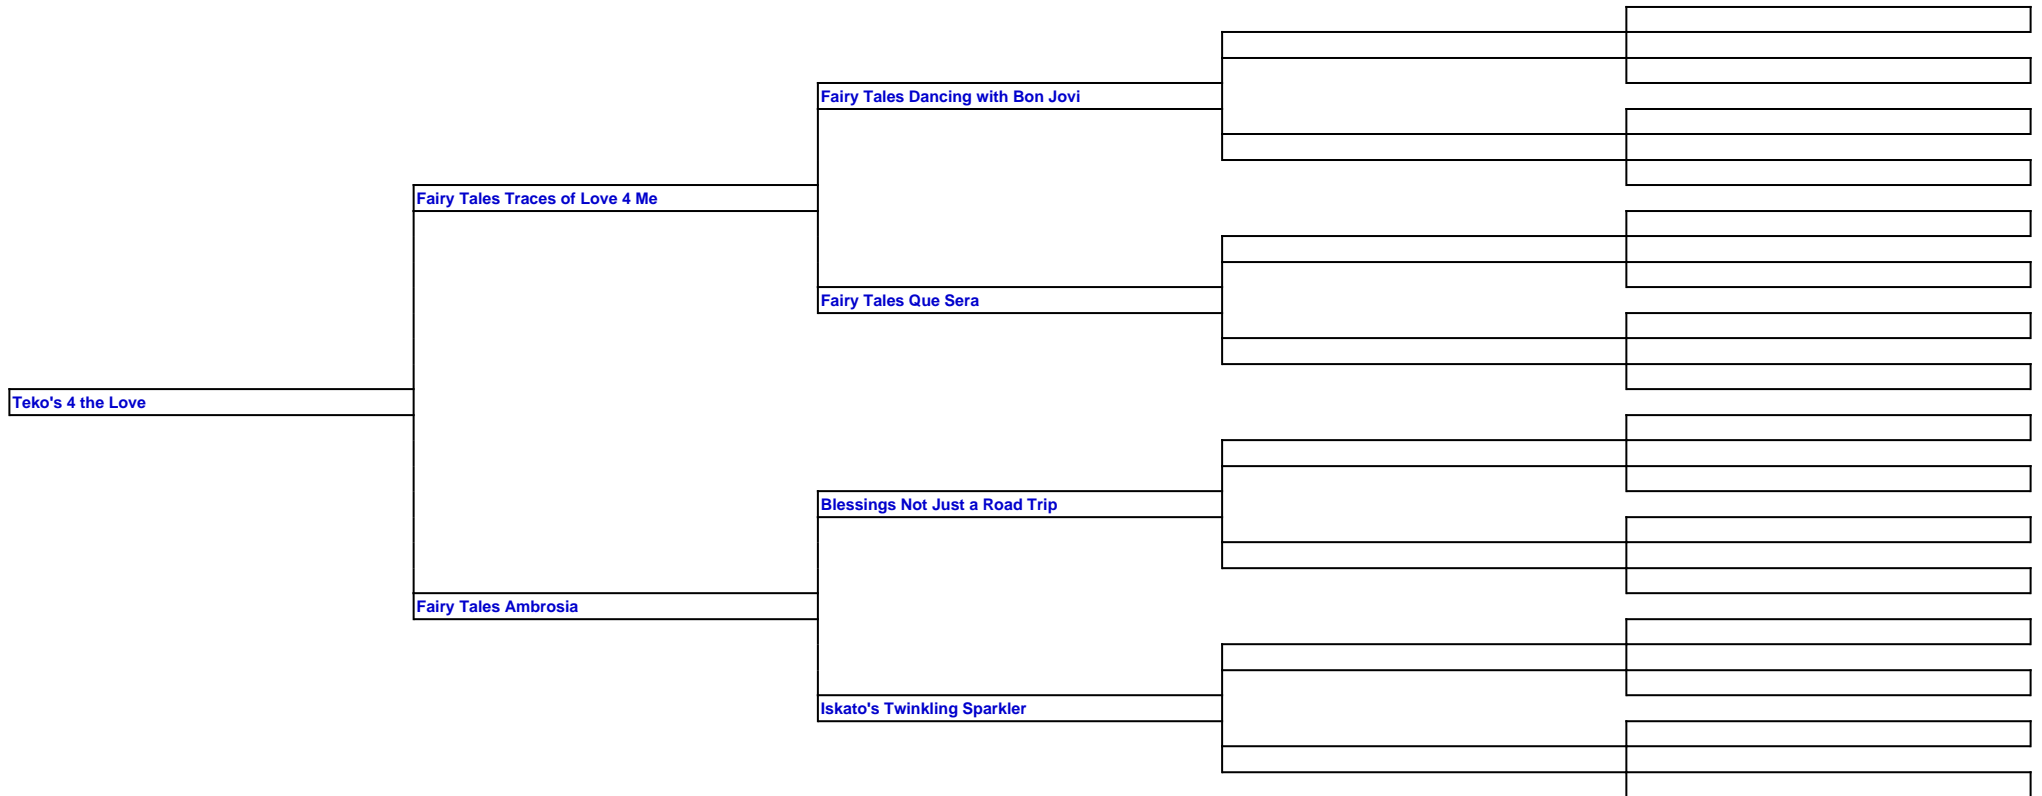 Fairy Tales Dancing with Bon Jovi
Fairy Tales Traces of Love 4 Me
Fairy Tales Que Sera
Teko's 4 the Love
Blessings Not Just a Road Trip
Fairy Tales Ambrosia
Iskato's Twinkling Sparkler